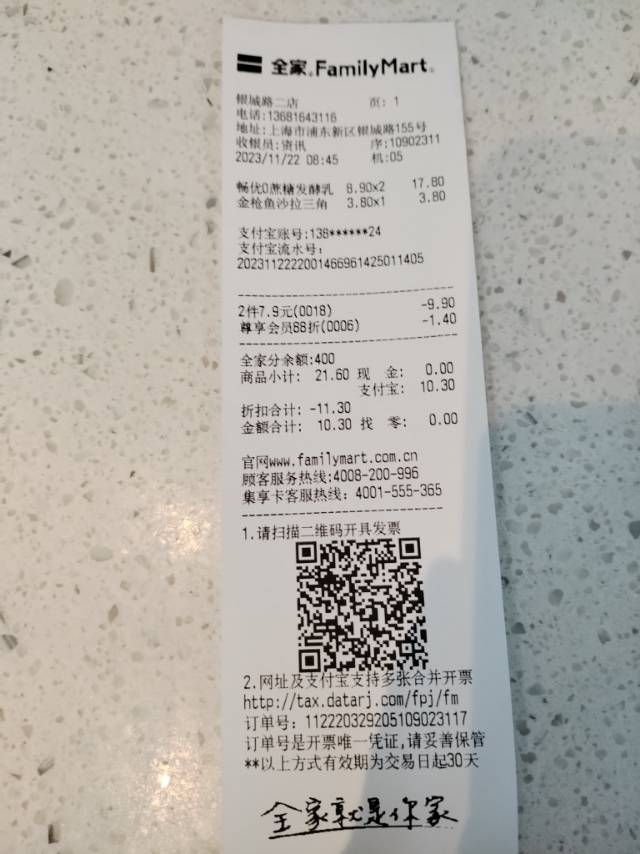 全家 FamilyMart
银城路二店 页: 1
电话:13681643116
地址:上海市浦东新区银城路155号
收银员:资讯 序:10902311
2023/11/22 08:45 机:05
畅优0蔗糖发酵乳 8.90x2 17.80
金枪鱼沙拉三角 3.80x1 3.80
支付宝账号:138******24
支付宝流水号:
2023112222001466961425011405
2件7.9元(0018) -9.90
尊享会员88折(0006) -1.40
全家分余额:400
商品小计: 21.60 现 金: 0.00
支付宝: 10.30
折扣合计: -11.30
金额合计: 10.30 找 零: 0.00
官网www.familymart.com.cn
顾客服务热线:4008-200-996
集享卡客服热线: 4001-555-365
1.请扫描二维码开具发票
2.网址及支付宝支持多张合并开票
http://tax.datarj.com/fpj/fm
订单号: 112220329205109023117
订单号是开票唯一凭证,请妥善保管
**以上方式有效期为交易日起30天
全家就是你家